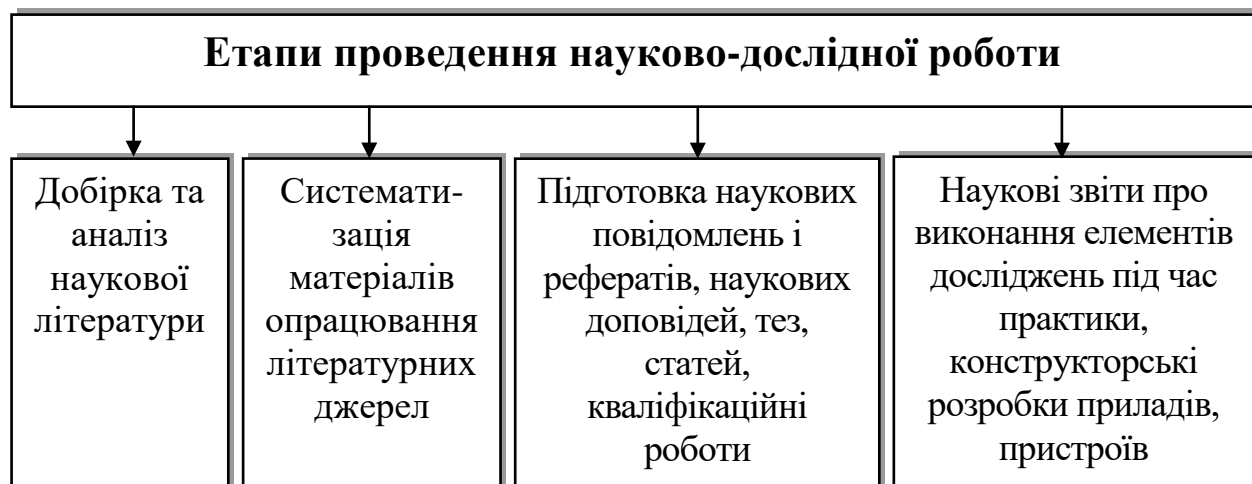 Етапи проведення науково-дослідної роботи
Добірка та
аналіз
наукової
літератури
Системати-
зація
матеріалів
опрацювання
літературних
джерел
Підготовка наукових
повідомлень і
рефератів, наукових
доповідей, тез,
статей,
кваліфікаційні
роботи
Наукові звіти про
виконання елементів
досліджень під час
практики,
конструкторські
розробки приладів,
пристроїв